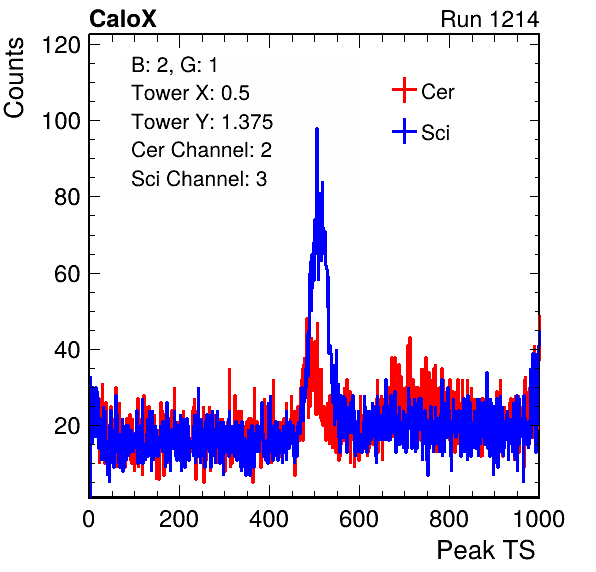 CaloX Run 1214
Counts
120
100
80
60
40
20
B: 2, G: 1
Tower X: 0.5
Tower Y: 1.375
Cer Channel: 2
Sci Channel: 3
Cer
Sci
0 200 400 600 800 1000
Peak TS